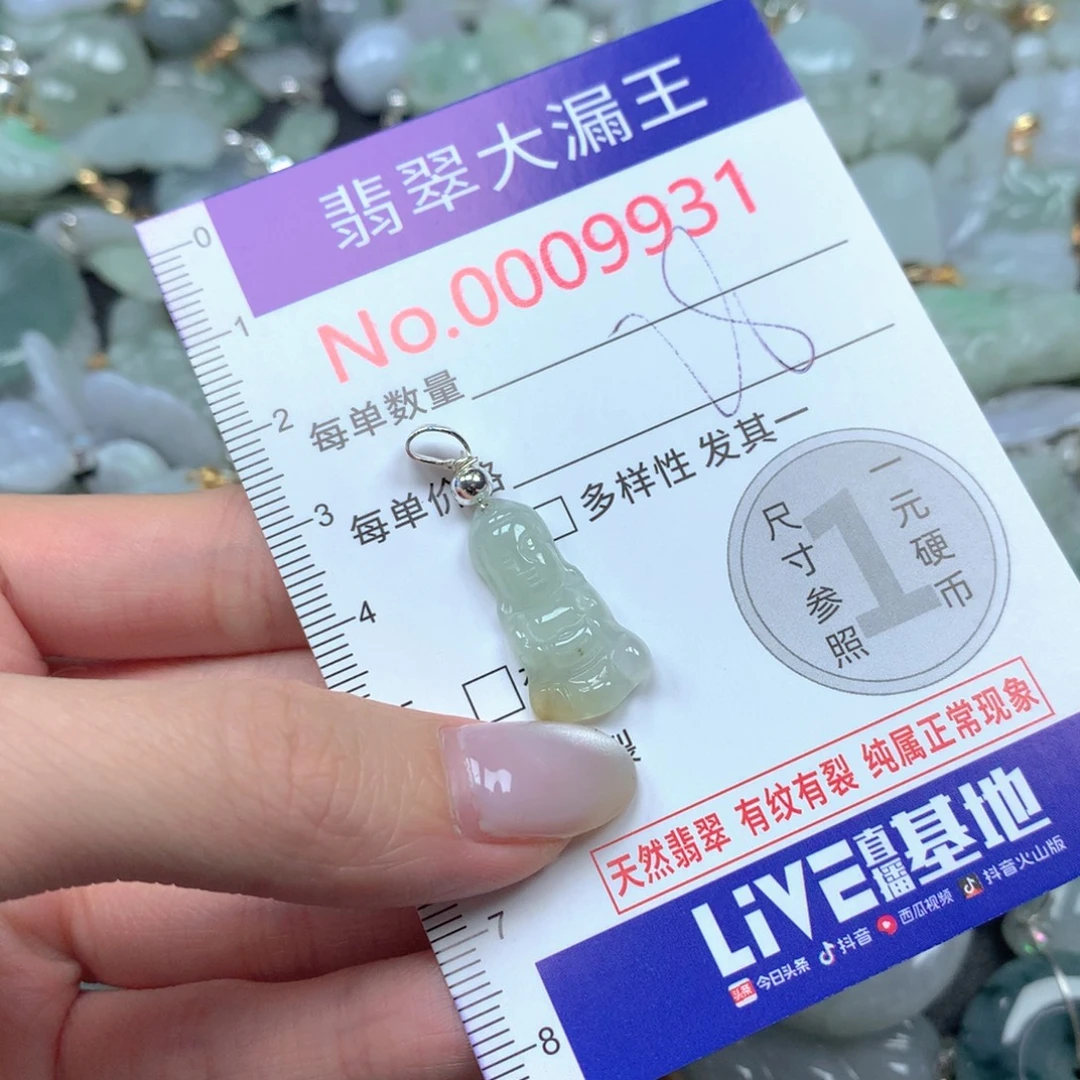 翡翠大漏王
No.0009931
0
1
2
3
4
7
8
每单数量
每单价格
多样性 发其一
尺寸参照
1
一元硬币
天然翡翠 有纹有裂 纯属正常现象
LiVE直播基地
头条 今日头条 抖音 西瓜视频 抖音火山版